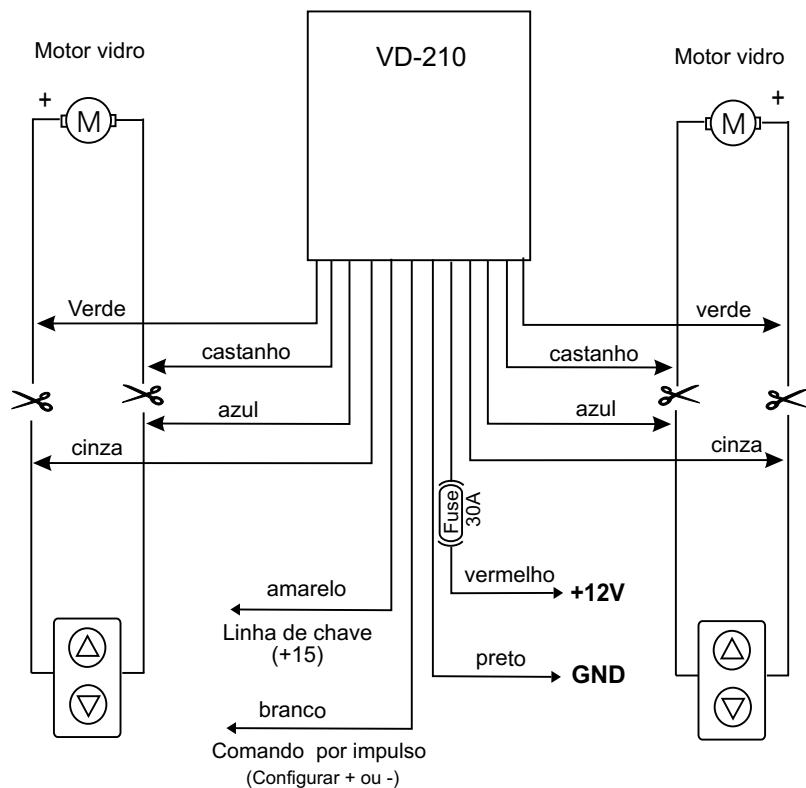 VD-210
Motor vidro
Motor vidro
+
M
M
+
Verde
verde
castanho
castanho
azul
azul
cinza
cinza
Fuse
30A
vermelho
+12V
amarelo
Linha de chave
(+15)
preto
GND
branco
Comando por impulso
(Configurar + ou -)